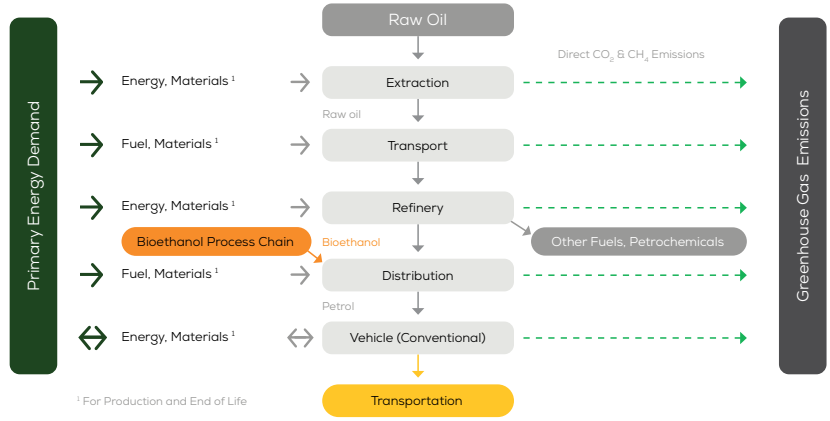 Raw Oil
Primary Energy Demand
Greenhouse Gas Emissions
Direct CO₂ & CH₄ Emissions
Energy, Materials ¹
Extraction
Raw oil
Fuel, Materials ¹
Transport
Energy, Materials ¹
Refinery
Bioethanol Process Chain
Bioethanol
Other Fuels, Petrochemicals
Fuel, Materials ¹
Distribution
Petrol
Energy, Materials ¹
Vehicle (Conventional)
¹ For Production and End of Life
Transportation